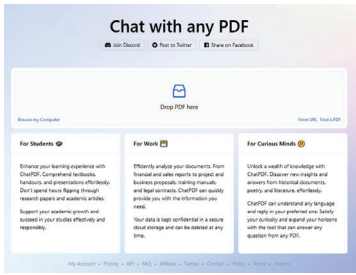 Chat with any PDF
Join Discord Post to Twitter Share on Facebook
Drop PDF here
Browse my Computer
From URL Find a PDF
For Students
Enhance your learning experience with
ChatPDF. Comprehend textbooks,
handouts, and presentations effortlessly.
Don't spend hours flipping through
research papers and academic articles.
Support your academic growth and
succeed in your studies effectively and
responsibly.
For Work
Efficiently analyze your documents. From
financial and sales reports to project and
business proposals, training manuals,
and legal contracts, ChatPDF can quickly
provide you with the information you
need.
Your data is kept confidential in a secure
cloud storage and can be deleted at any
time.
For Curious Minds
Unlock a wealth of knowledge with
ChatPDF. Discover new insights and
answers from historical documents,
poetry, and literature, effortlessly.
ChatPDF can understand any language
and reply in your preferred one. Satisfy
your curiosity and expand your horizons
with the tool that can answer any
question from any PDF.
My Account • Pricing • API • FAQ • Affiliate • Twitter • Contact • Policy • Terms • Imprint